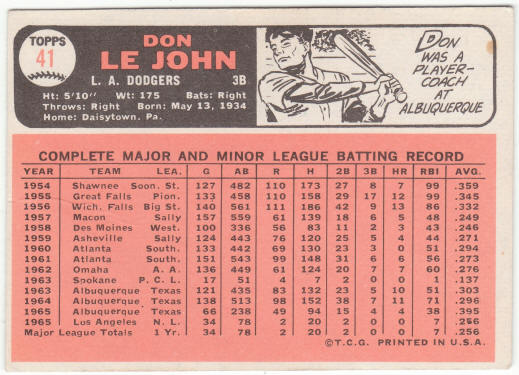 TOPPS
41
DON
LE JOHN
L. A. DODGERS 3B
Ht: 5'10" Wt: 175 Bats: Right
Throws: Right Born: May 13, 1934
Home: Daisytown, Pa.
DON
WAS A
PLAYER-
COACH
AT
ALBUQUERQUE
COMPLETE MAJOR AND MINOR LEAGUE BATTING RECORD
YEAR TEAM LEA. G AB R H 2B 3B HR RBI AVG.
1954 Shawnee Soon. St. 127 482 110 173 27 8 7 99 .359
1955 Great Falls Pion. 133 458 110 158 29 17 12 99 .345
1956 Wich. Falls Big St. 140 561 111 186 42 9 13 86 .332
1957 Macon Sally 157 559 61 139 18 6 5 48 .249
1958 Des Moines West. 100 336 56 83 11 2 3 43 .247
1959 Asheville Sally 124 443 76 120 25 5 4 44 .271
1960 Atlanta South. 133 442 69 130 23 3 0 51 .294
1961 Atlanta South. 151 543 99 148 31 6 6 56 .273
1962 Omaha A. A. 136 449 61 124 20 7 7 60 .276
1963 Spokane P. C. L. 17 51 4 7 2 0 0 1 .137
1963 Albuquerque Texas 121 435 83 132 23 5 10 51 .303
1964 Albuquerque Texas 138 513 98 152 38 7 11 71 .296
1965 Albuquerque Texas 66 238 49 94 15 4 4 38 .395
1965 Los Angeles N. L. 34 78 2 20 2 0 0 7 .256
Major League Totals 1 Yr. 34 78 2 20 2 0 0 7 .256
©T.C.G. PRINTED IN U.S.A.